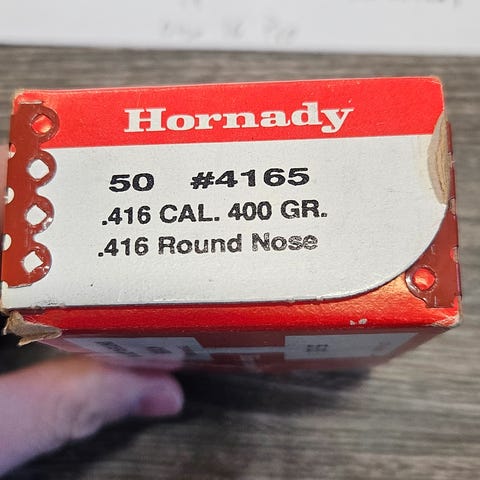 Hornady
50 #4165
.416 CAL. 400 GR.
.416 Round Nose